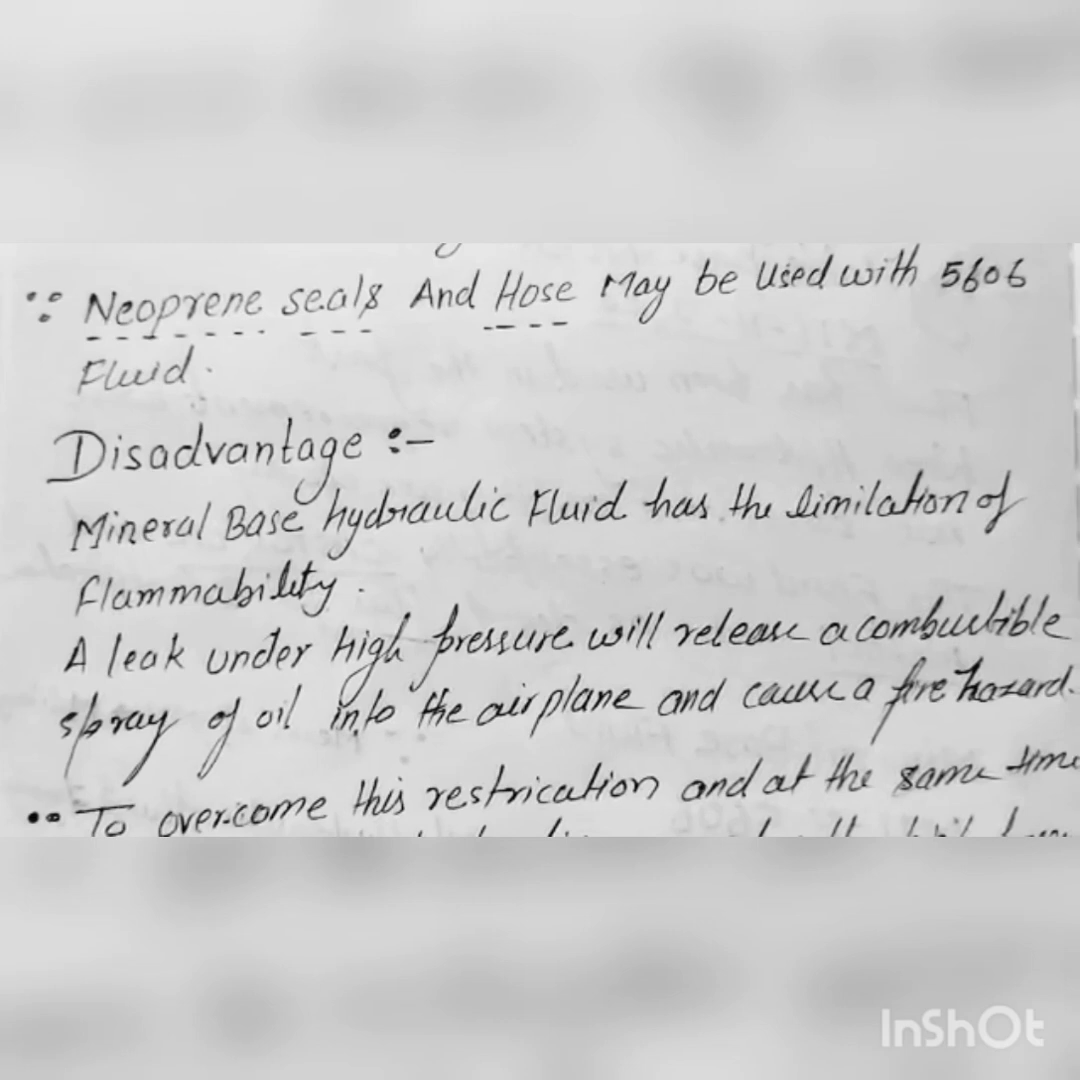 Neoprene seals And Hose May be Used with 5606
Fluid.
Disadvantage :-
Mineral Base hydraulic Fluid has the limilation of
flammability.
A leak under high pressure will release a combustible
spray of oil into the airplane and cause a fire hazard.
To overcome this restrication and at the same time
InShOt